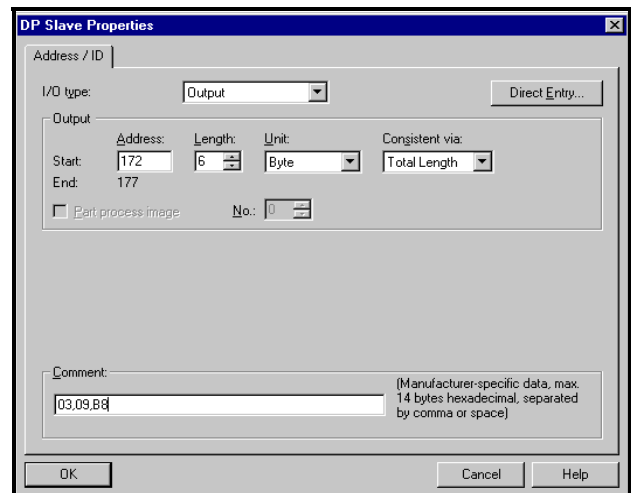 DP Slave Properties
Address / ID
I/O type: Output Direct Entry...
Output
Address: Length: Unit: Consistent via:
Start: 172 6 Byte Total Length
End: 177
Part process image No.: 0
Comment:
03,09,B8
(Manufacturer-specific data, max.
14 bytes hexadecimal, separated
by comma or space)
OK Cancel Help